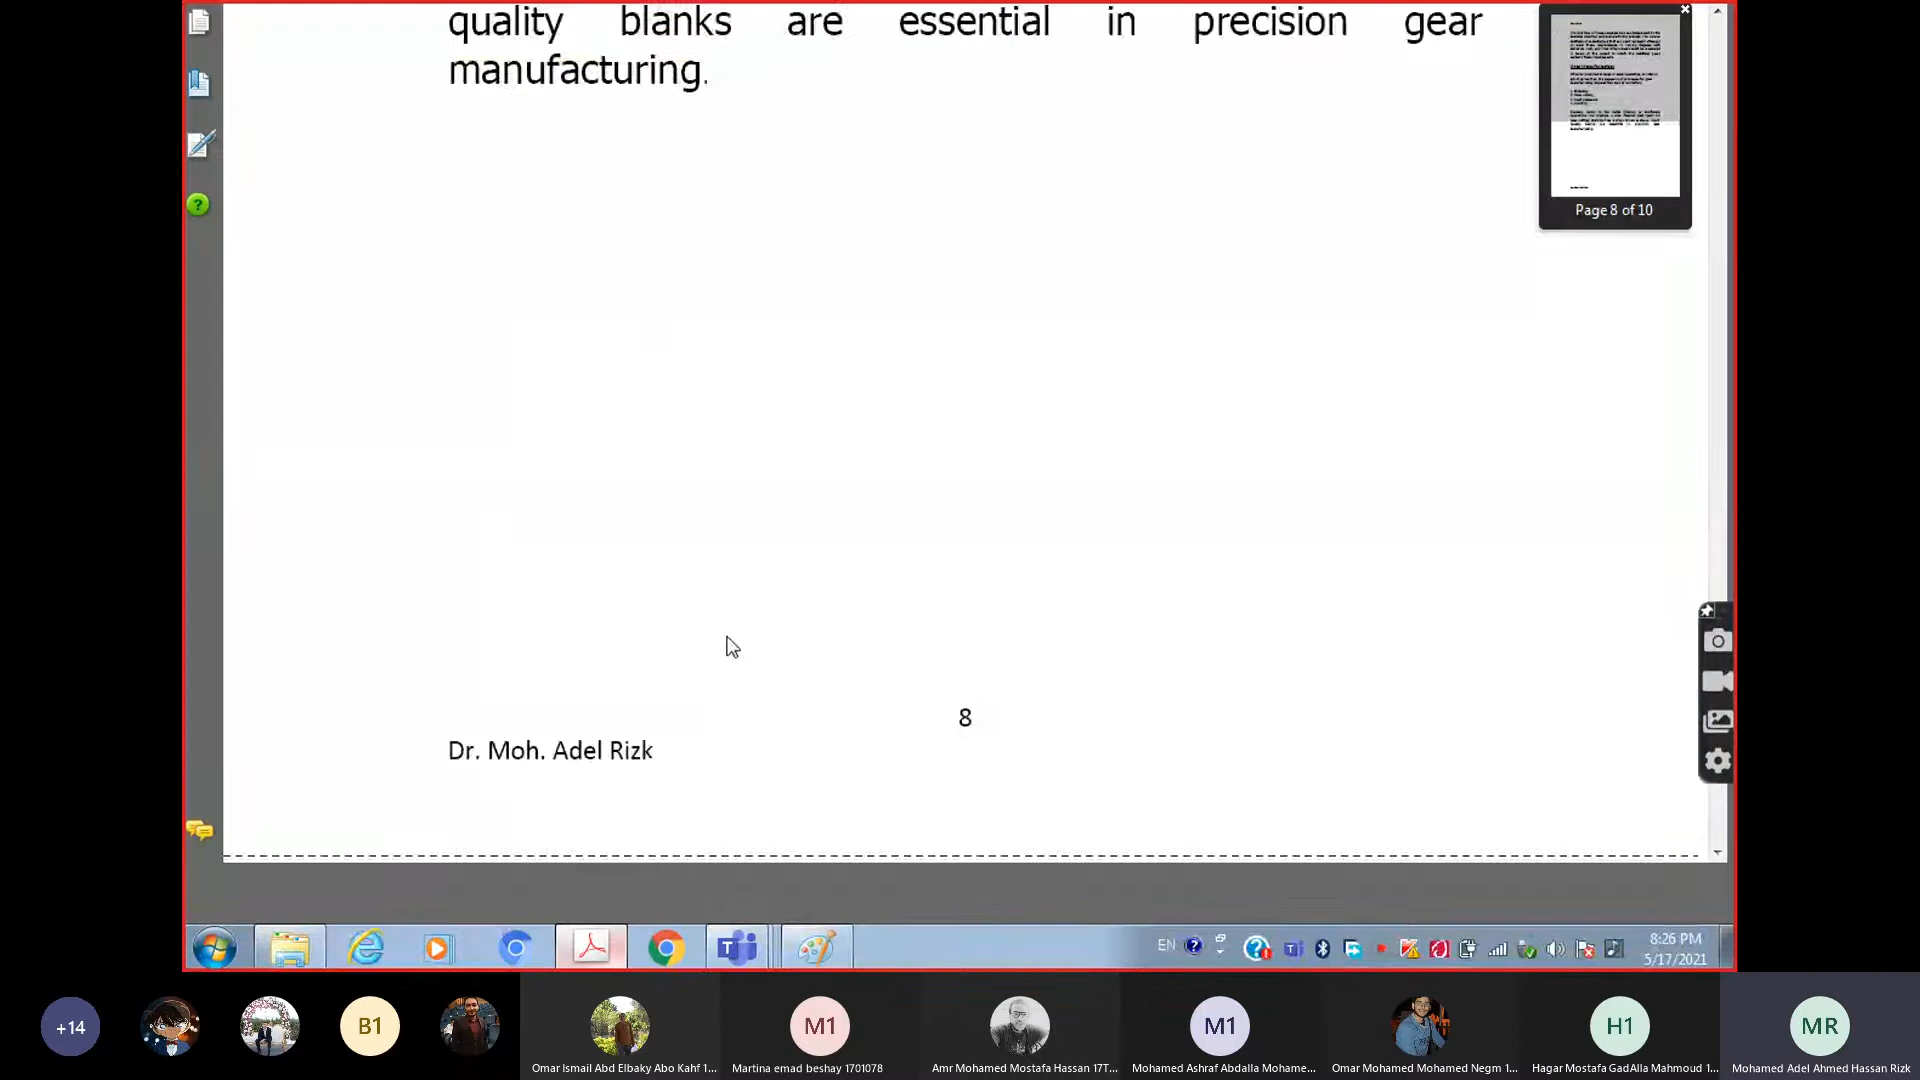 quality blanks are essential in precision gear
manufacturing.
Page 8 of 10
8
Dr. Moh. Adel Rizk
EN
8:26 PM
5/17/2021
+14
B1
M1
M1
H1
MR
Omar Ismail Abd Elbaky Abo Kahf 1...
Martina emad beshay 1701078
Amr Mohamed Mostafa Hassan 17T...
Mohamed Ashraf Abdalla Mohame...
Omar Mohamed Mohamed Negm 1...
Hagar Mostafa GadAlla Mahmoud 1...
Mohamed Adel Ahmed Hassan Rizk